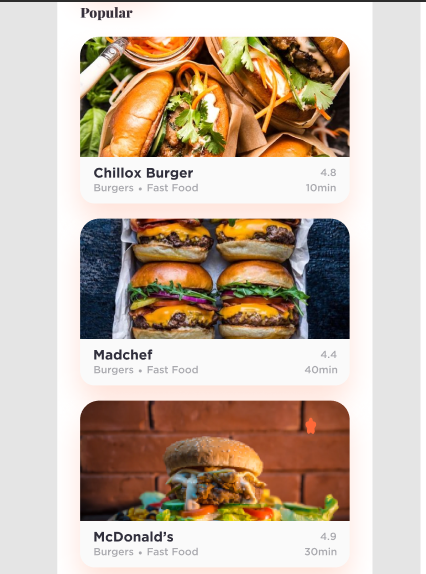 Popular
Chillox Burger 4.8
Burgers • Fast Food 10min
Madchef 4.4
Burgers • Fast Food 40min
McDonald's 4.9
Burgers • Fast Food 30min